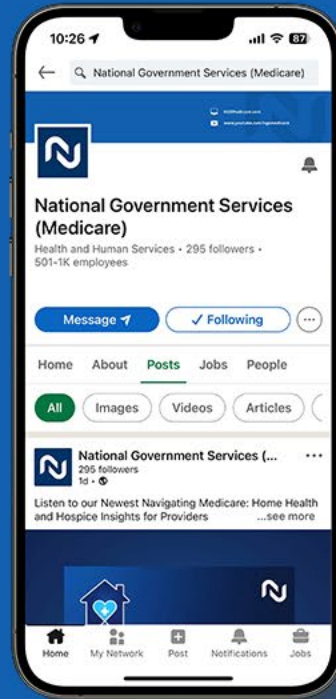 10:26
87
National Government Services (Medicare)
National Government Services
(Medicare)
Health and Human Services • 295 followers •
501-1K employees
Message
Following
Home About Posts Jobs People
All Images Videos Articles
National Government Services (...
295 followers
1d •
Listen to our Newest Navigating Medicare: Home Health
and Hospice Insights for Providers ...see more
Home My Network Post Notifications Jobs